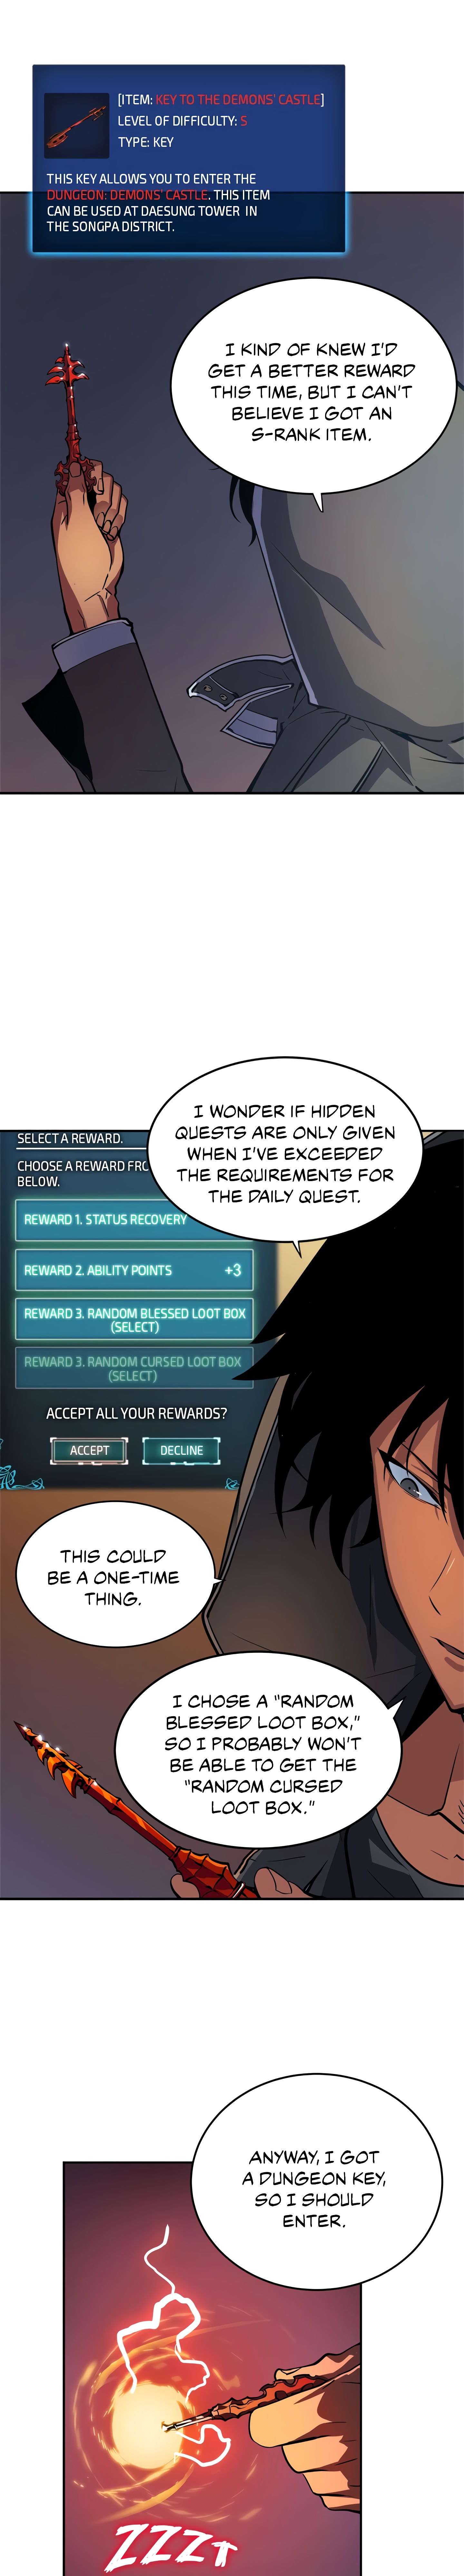 [ITEM: KEY TO THE DEMONS' CASTLE]
LEVEL OF DIFFICULTY: S
TYPE: KEY
THIS KEY ALLOWS YOU TO ENTER THE
DUNGEON: DEMONS' CASTLE. THIS ITEM
CAN BE USED AT DAESUNG TOWER IN
THE SONGPA DISTRICT.
I KIND OF KNEW I'D
GET A BETTER REWARD
THIS TIME, BUT I CAN'T
BELIEVE I GOT AN
S-RANK ITEM.
I WONDER IF HIDDEN
QUESTS ARE ONLY GIVEN
WHEN I'VE EXCEEDED
THE REQUIREMENTS FOR
THE DAILY QUEST.
SELECT A REWARD.
CHOOSE A REWARD FRO
BELOW.
REWARD 1. STATUS RECOVERY
REWARD 2. ABILITY POINTS +3
REWARD 3. RANDOM BLESSED LOOT BOX
(SELECT)
REWARD 3. RANDOM CURSED LOOT BOX
(SELECT)
ACCEPT ALL YOUR REWARDS?
ACCEPT DECLINE
THIS COULD
BE A ONE-TIME
THING.
I CHOSE A "RANDOM
BLESSED LOOT BOX,"
SO I PROBABLY WON'T
BE ABLE TO GET THE
"RANDOM CURSED
LOOT BOX."
ANYWAY, I GOT
A DUNGEON KEY,
SO I SHOULD
ENTER.
ZZZT